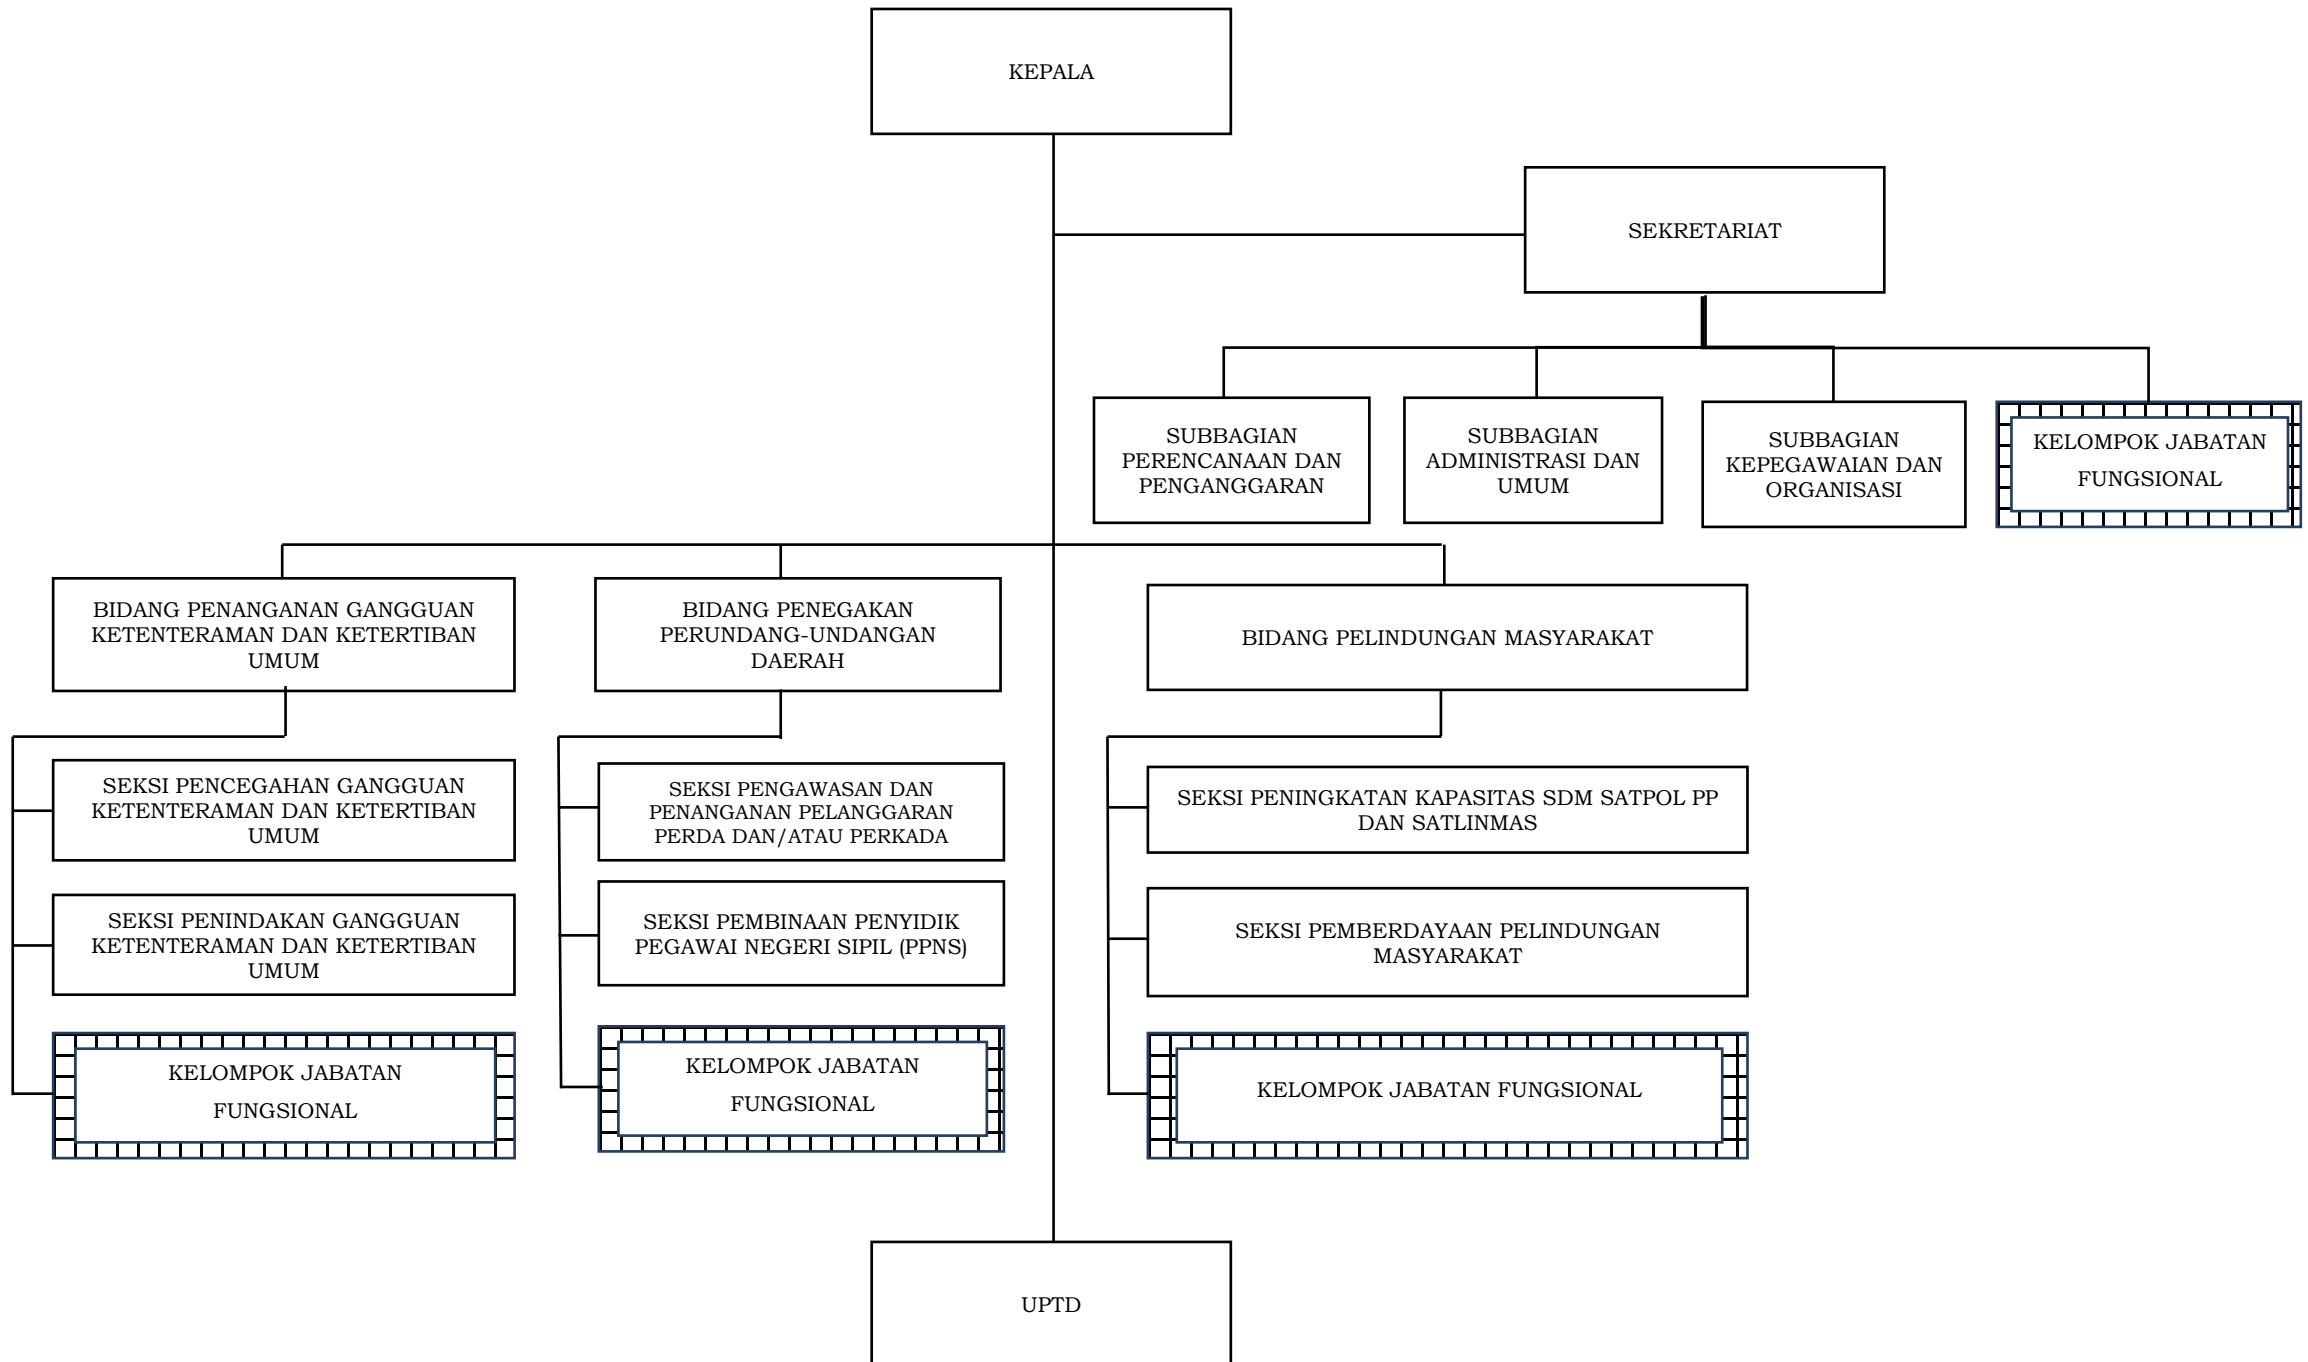 KEPALA
SEKRETARIAT
SUBBAGIAN
PERENCANAAN DAN
PENGANGGARAN
SUBBAGIAN
ADMINISTRASI DAN
UMUM
SUBBAGIAN
KEPEGAWAIAN DAN
ORGANISASI
KELOMPOK JABATAN
FUNGSIONAL
BIDANG PENANGANAN GANGGUAN
KETENTERAMAN DAN KETERTIBAN
UMUM
BIDANG PENEGAKAN
PERUNDANG-UNDANGAN
DAERAH
BIDANG PELINDUNGAN MASYARAKAT
SEKSI PENCEGAHAN GANGGUAN
KETENTERAMAN DAN KETERTIBAN
UMUM
SEKSI PENGAWASAN DAN
PENANGANAN PELANGGARAN
PERDA DAN/ATAU PERKADA
SEKSI PENINGKATAN KAPASITAS SDM SATPOL PP
DAN SATLINMAS
SEKSI PENINDAKAN GANGGUAN
KETENTERAMAN DAN KETERTIBAN
UMUM
SEKSI PEMBINAAN PENYIDIK
PEGAWAI NEGERI SIPIL (PPNS)
SEKSI PEMBERDAYAAN PELINDUNGAN
MASYARAKAT
KELOMPOK JABATAN
FUNGSIONAL
KELOMPOK JABATAN
FUNGSIONAL
KELOMPOK JABATAN FUNGSIONAL
UPTD